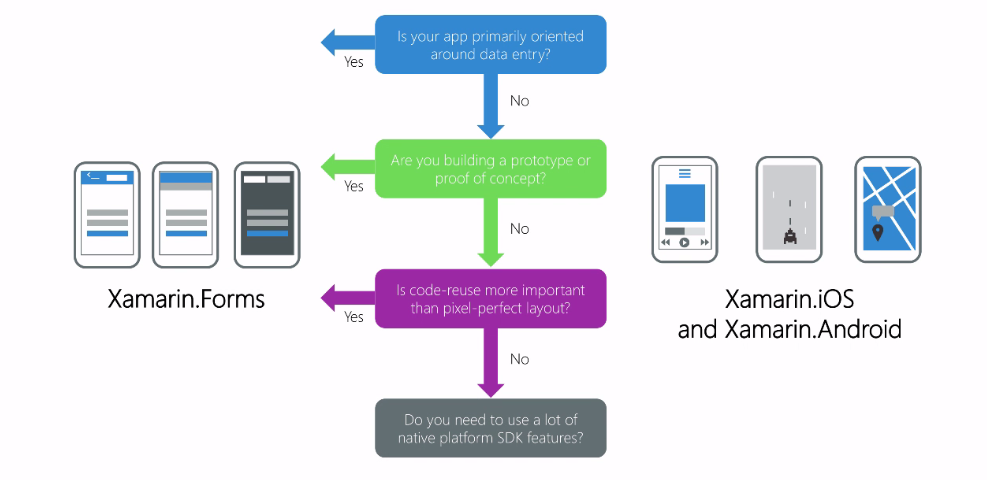 Is your app primarily oriented
around data entry?
Yes
No
Are you building a prototype or
proof of concept?
Yes
No
Xamarin.Forms
Is code-reuse more important
than pixel-perfect layout?
Yes
No
Xamarin.iOS
and Xamarin.Android
Do you need to use a lot of
native platform SDK features?